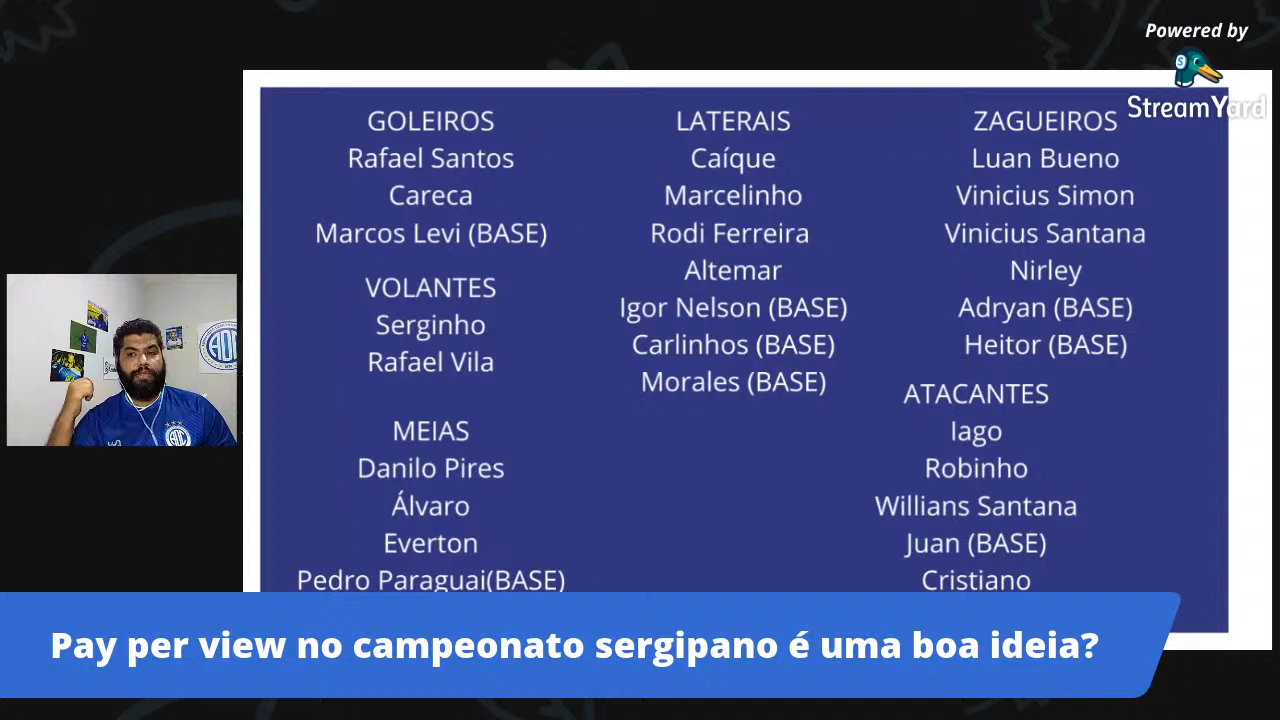 Powered by
StreamYard
GOLEIROS
Rafael Santos
Careca
Marcos Levi (BASE)
VOLANTES
Serginho
Rafael Vila
MEIAS
Danilo Pires
Álvaro
Everton
Pedro Paraguai(BASE)
LATERAIS
Caíque
Marcelinho
Rodi Ferreira
Altemar
Igor Nelson (BASE)
Carlinhos (BASE)
Morales (BASE)
ZAGUEIROS
Luan Bueno
Vinicius Simon
Vinicius Santana
Nirley
Adryan (BASE)
Heitor (BASE)
ATACANTES
Iago
Robinho
Willians Santana
Juan (BASE)
Cristiano
Pay per view no campeonato sergipano é uma boa ideia?